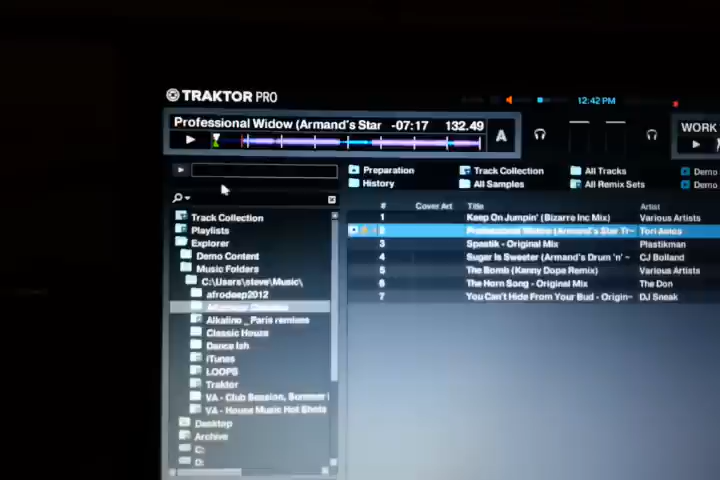 TRAKTOR PRO
12:42 PM
Professional Widow (Armand's Star -07:17 132.49
A
WORK
Preparation
Track Collection
All Tracks
Demo
History
All Samples
All Remix Sets
Demo
# Cover Art Title Artist
Track Collection
Playlists
Explorer
Demo Content
Music Folders
C:\Users\steve\Music\
afrodeep2012
Alkalino _ Paris remixes
Classic House
Dance Ish
iTunes
LOOPS
Traktor
VA - Club Session, Summer
VA - House Music Hot Shots
Desktop
Archive
C:
D:
1 Keep On Jumpin' (Bizarre Inc Mix) Various Artists
2 Professional Widow (Armand's Star Tr~ Tori Amos
3 Spastik - Original Mix Plastikman
4 Sugar Is Sweeter (Armand's Drum 'n' ~ CJ Bolland
5 The Bomb (Kenny Dope Remix) Various Artists
6 The Horn Song - Original Mix The Don
7 You Can't Hide From Your Bud - Origin~ DJ Sneak